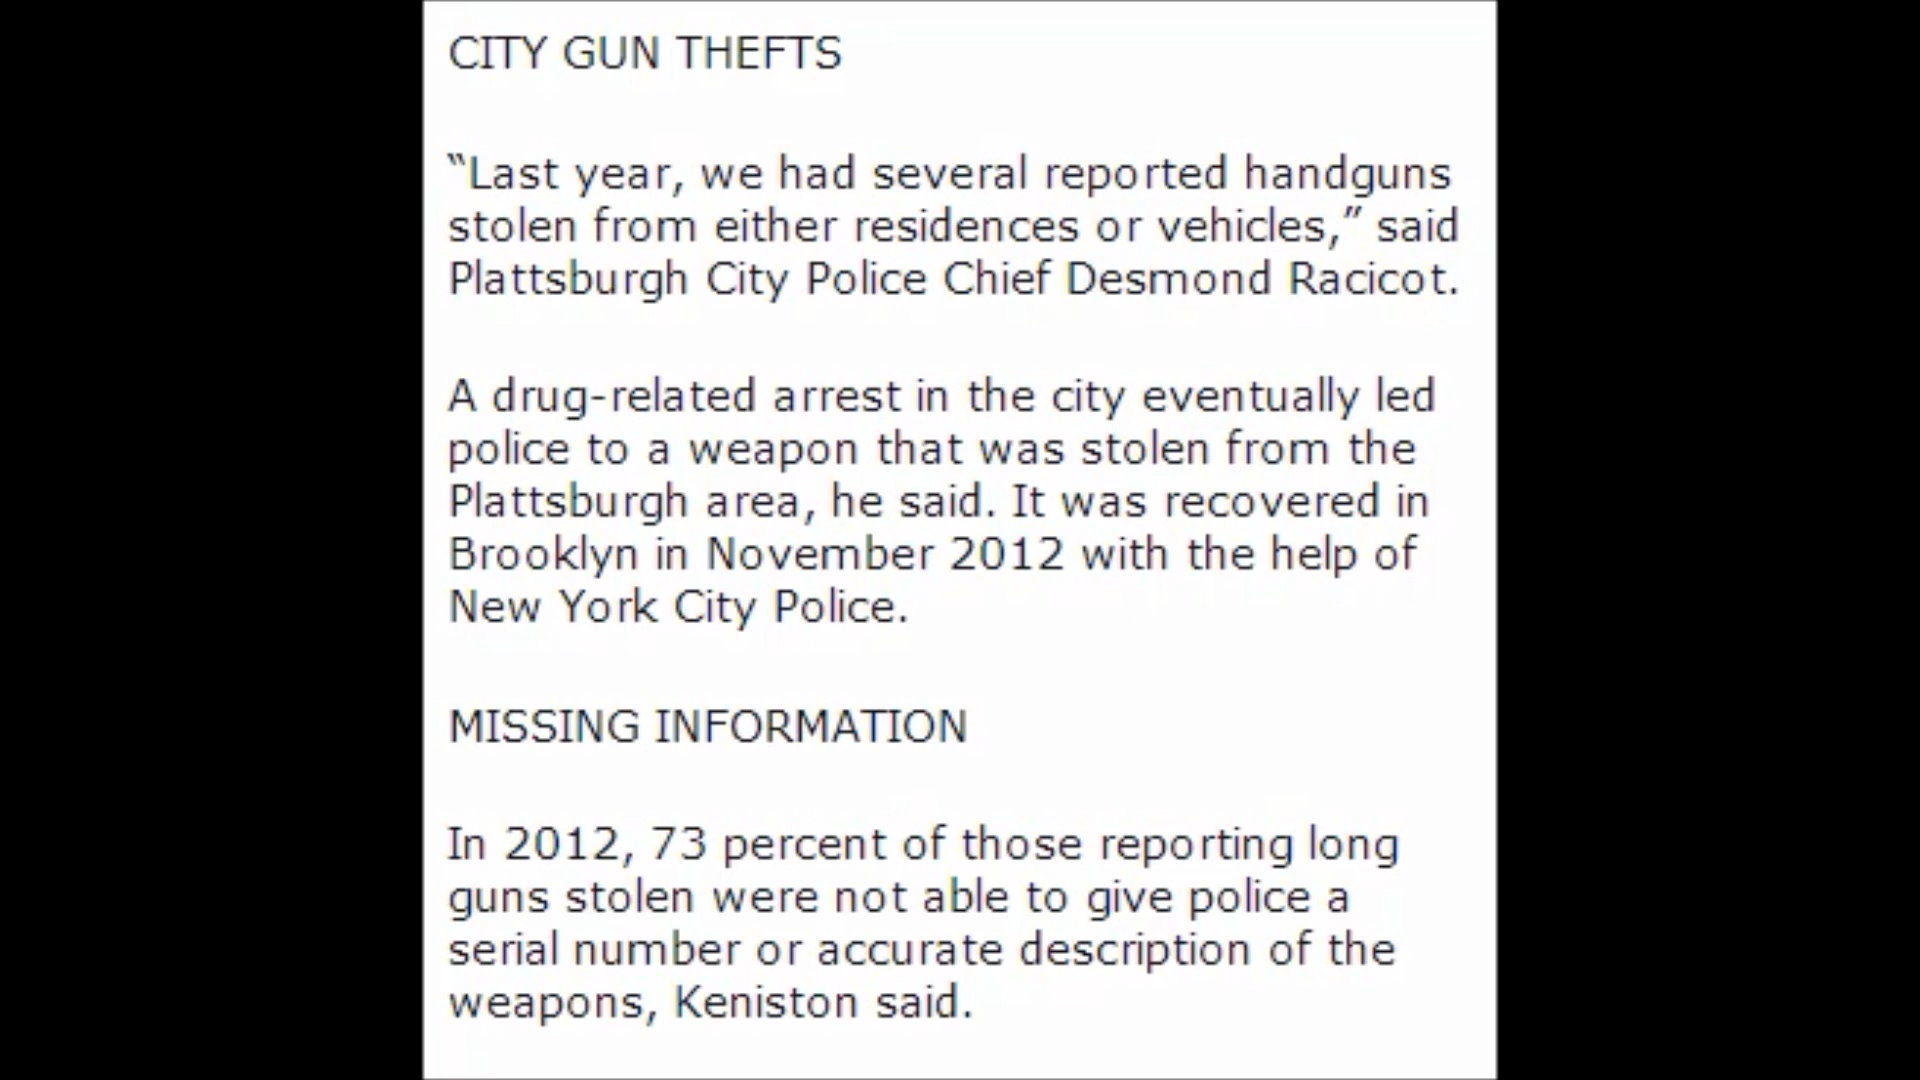 CITY GUN THEFTS
“Last year, we had several reported handguns
stolen from either residences or vehicles,” said
Plattsburgh City Police Chief Desmond Racicot.
A drug-related arrest in the city eventually led
police to a weapon that was stolen from the
Plattsburgh area, he said. It was recovered in
Brooklyn in November 2012 with the help of
New York City Police.
MISSING INFORMATION
In 2012, 73 percent of those reporting long
guns stolen were not able to give police a
serial number or accurate description of the
weapons, Keniston said.